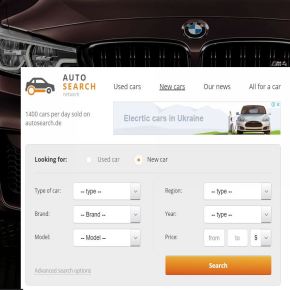 AUTO
SEARCH
network
Used cars
New cars
Our news
All for a car
1400 cars per day sold on
autosearch.de
Elecrtic cars in Ukraine
Looking for:
Used car
New car
Type of car:
-- type --
Region:
-- type --
Brand:
-- Brand --
Year:
-- type --
Model:
-- Model --
Price:
from
to
$
Advanced search options
Search